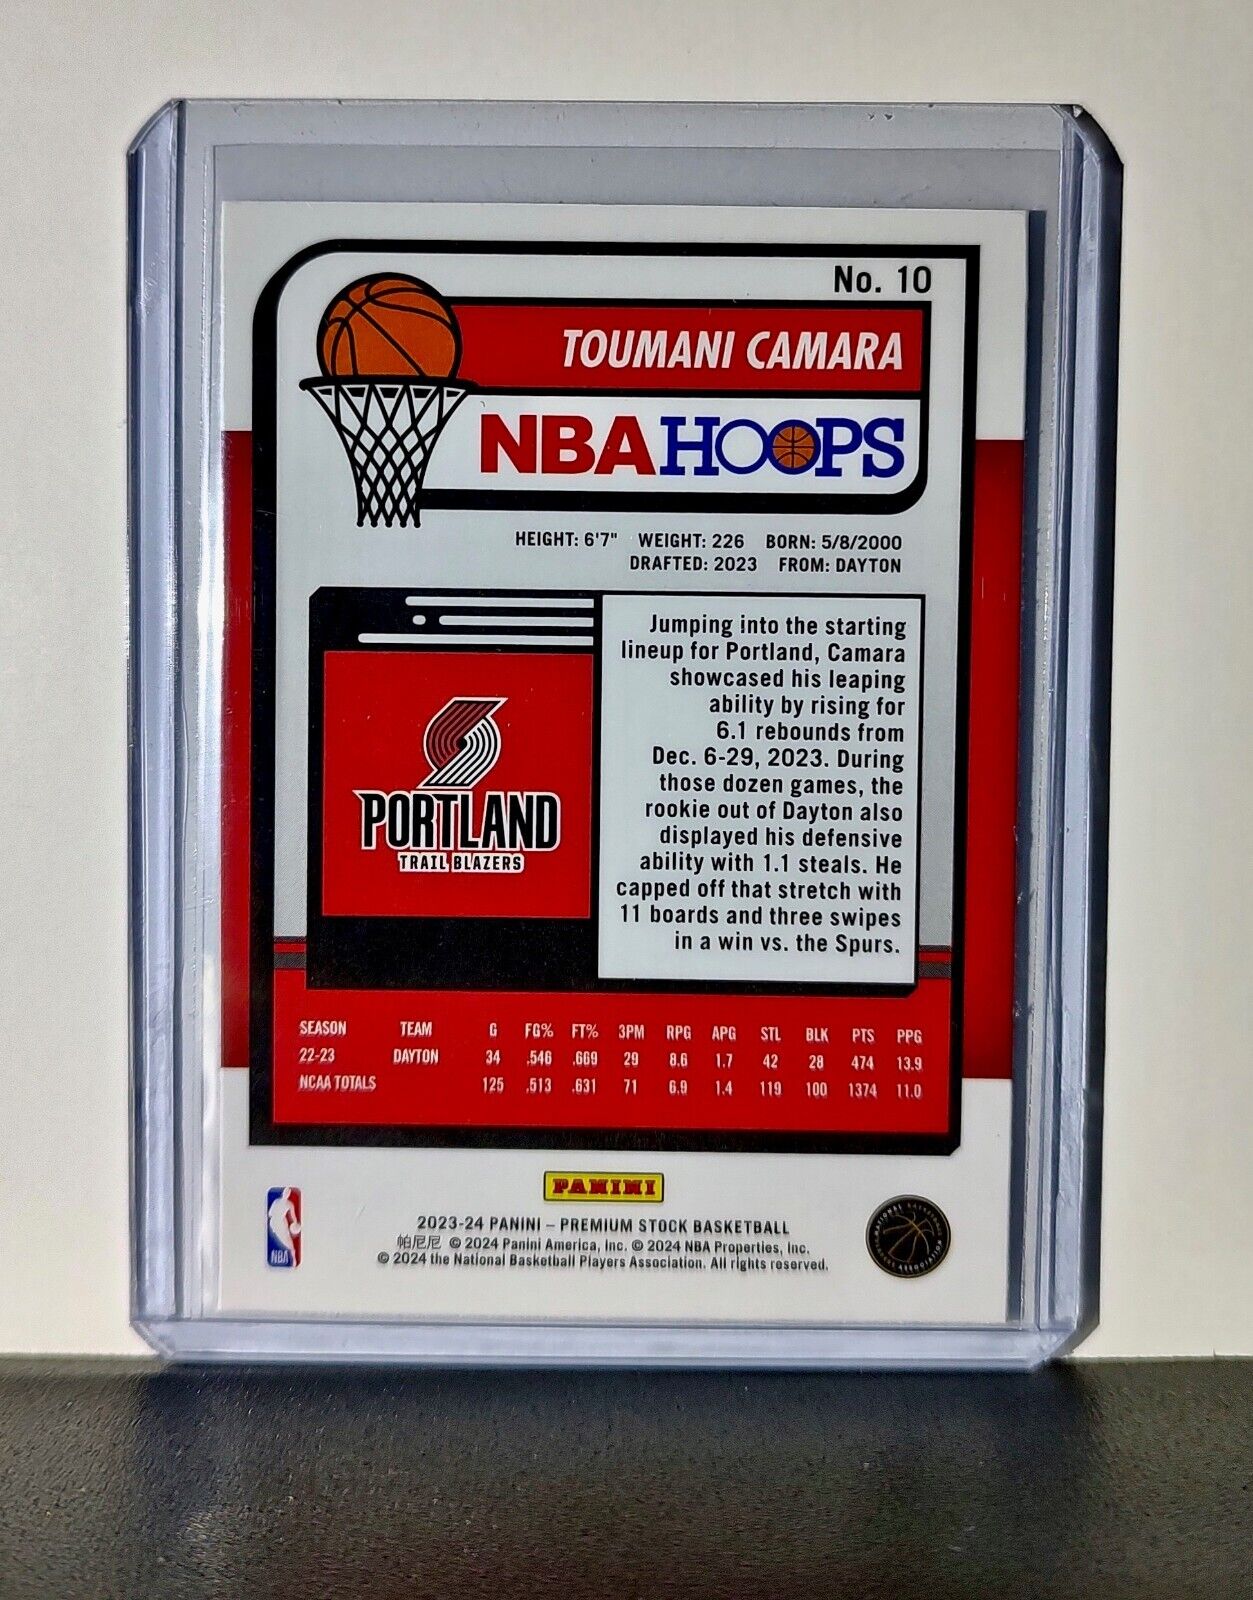 No. 10
TOUMANI CAMARA
NBA HOOPS
HEIGHT: 6'7" WEIGHT: 226 BORN: 5/8/2000
DRAFTED: 2023 FROM: DAYTON
Jumping into the starting
lineup for Portland, Camara
showcased his leaping
ability by rising for
6.1 rebounds from
Dec. 6-29, 2023. During
those dozen games, the
rookie out of Dayton also
displayed his defensive
ability with 1.1 steals. He
capped off that stretch with
11 boards and three swipes
in a win vs. the Spurs.
PORTLAND
TRAIL BLAZERS
SEASON TEAM G FG% FT% 3PM RPG APG STL BLK PTS PPG
22-23 DAYTON 34 .546 .669 29 8.6 1.7 42 28 474 13.9
NCAA TOTALS 125 .513 .631 71 6.9 1.4 119 100 1374 11.0
PANINI
2023-24 PANINI – PREMIUM STOCK BASKETBALL
帕尼尼 © 2024 Panini America, Inc. © 2024 NBA Properties, Inc.
© 2024 the National Basketball Players Association. All rights reserved.
NBA
NATIONAL BASKETBALL
PLAYERS ASSOCIATION